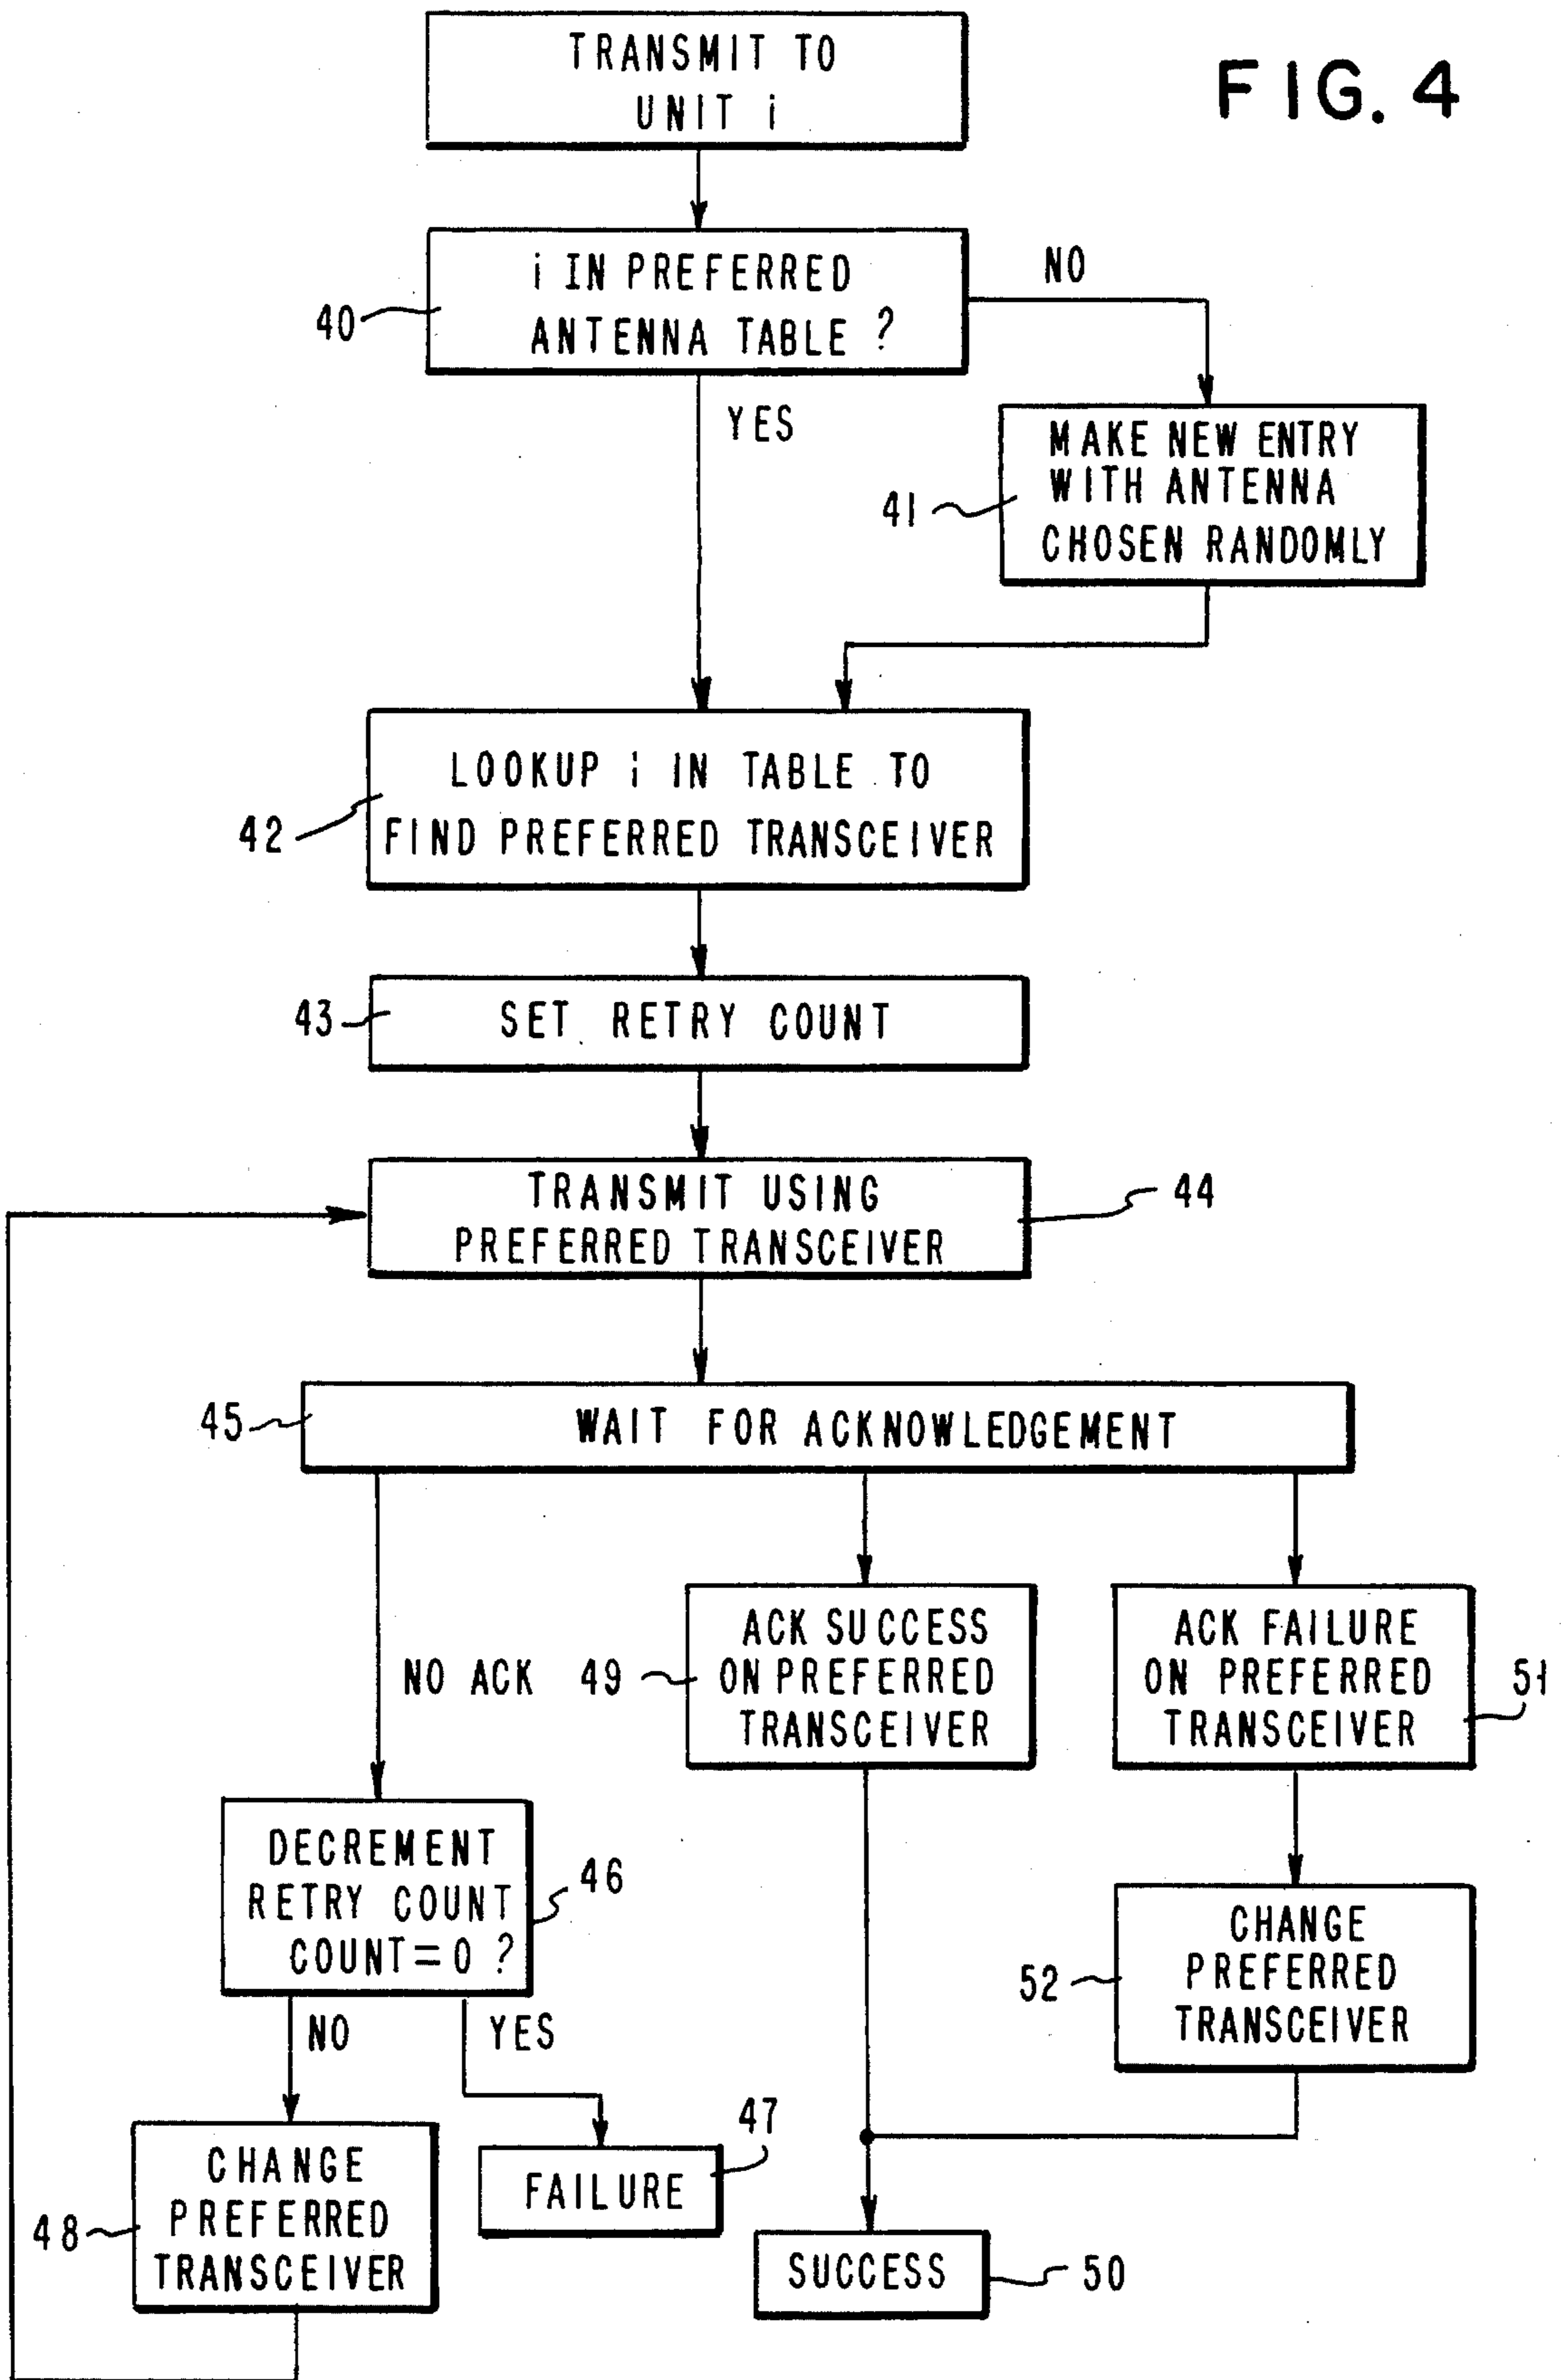 TRANSMIT TO
UNIT i
FIG. 4
i IN PREFERRED
ANTENNA TABLE ?
40
NO
YES
MAKE NEW ENTRY
WITH ANTENNA
CHOSEN RANDOMLY
41
LOOKUP i IN TABLE TO
FIND PREFERRED TRANSCEIVER
42
43
SET RETRY COUNT
TRANSMIT USING
PREFERRED TRANSCEIVER
44
45
WAIT FOR ACKNOWLEDGEMENT
NO ACK
49
ACK SUCCESS
ON PREFERRED
TRANSCEIVER
ACK FAILURE
ON PREFERRED
TRANSCEIVER
51
DECREMENT
RETRY COUNT
COUNT = 0 ?
46
52
CHANGE
PREFERRED
TRANSCEIVER
NO
YES
48
CHANGE
PREFERRED
TRANSCEIVER
47
FAILURE
SUCCESS
50